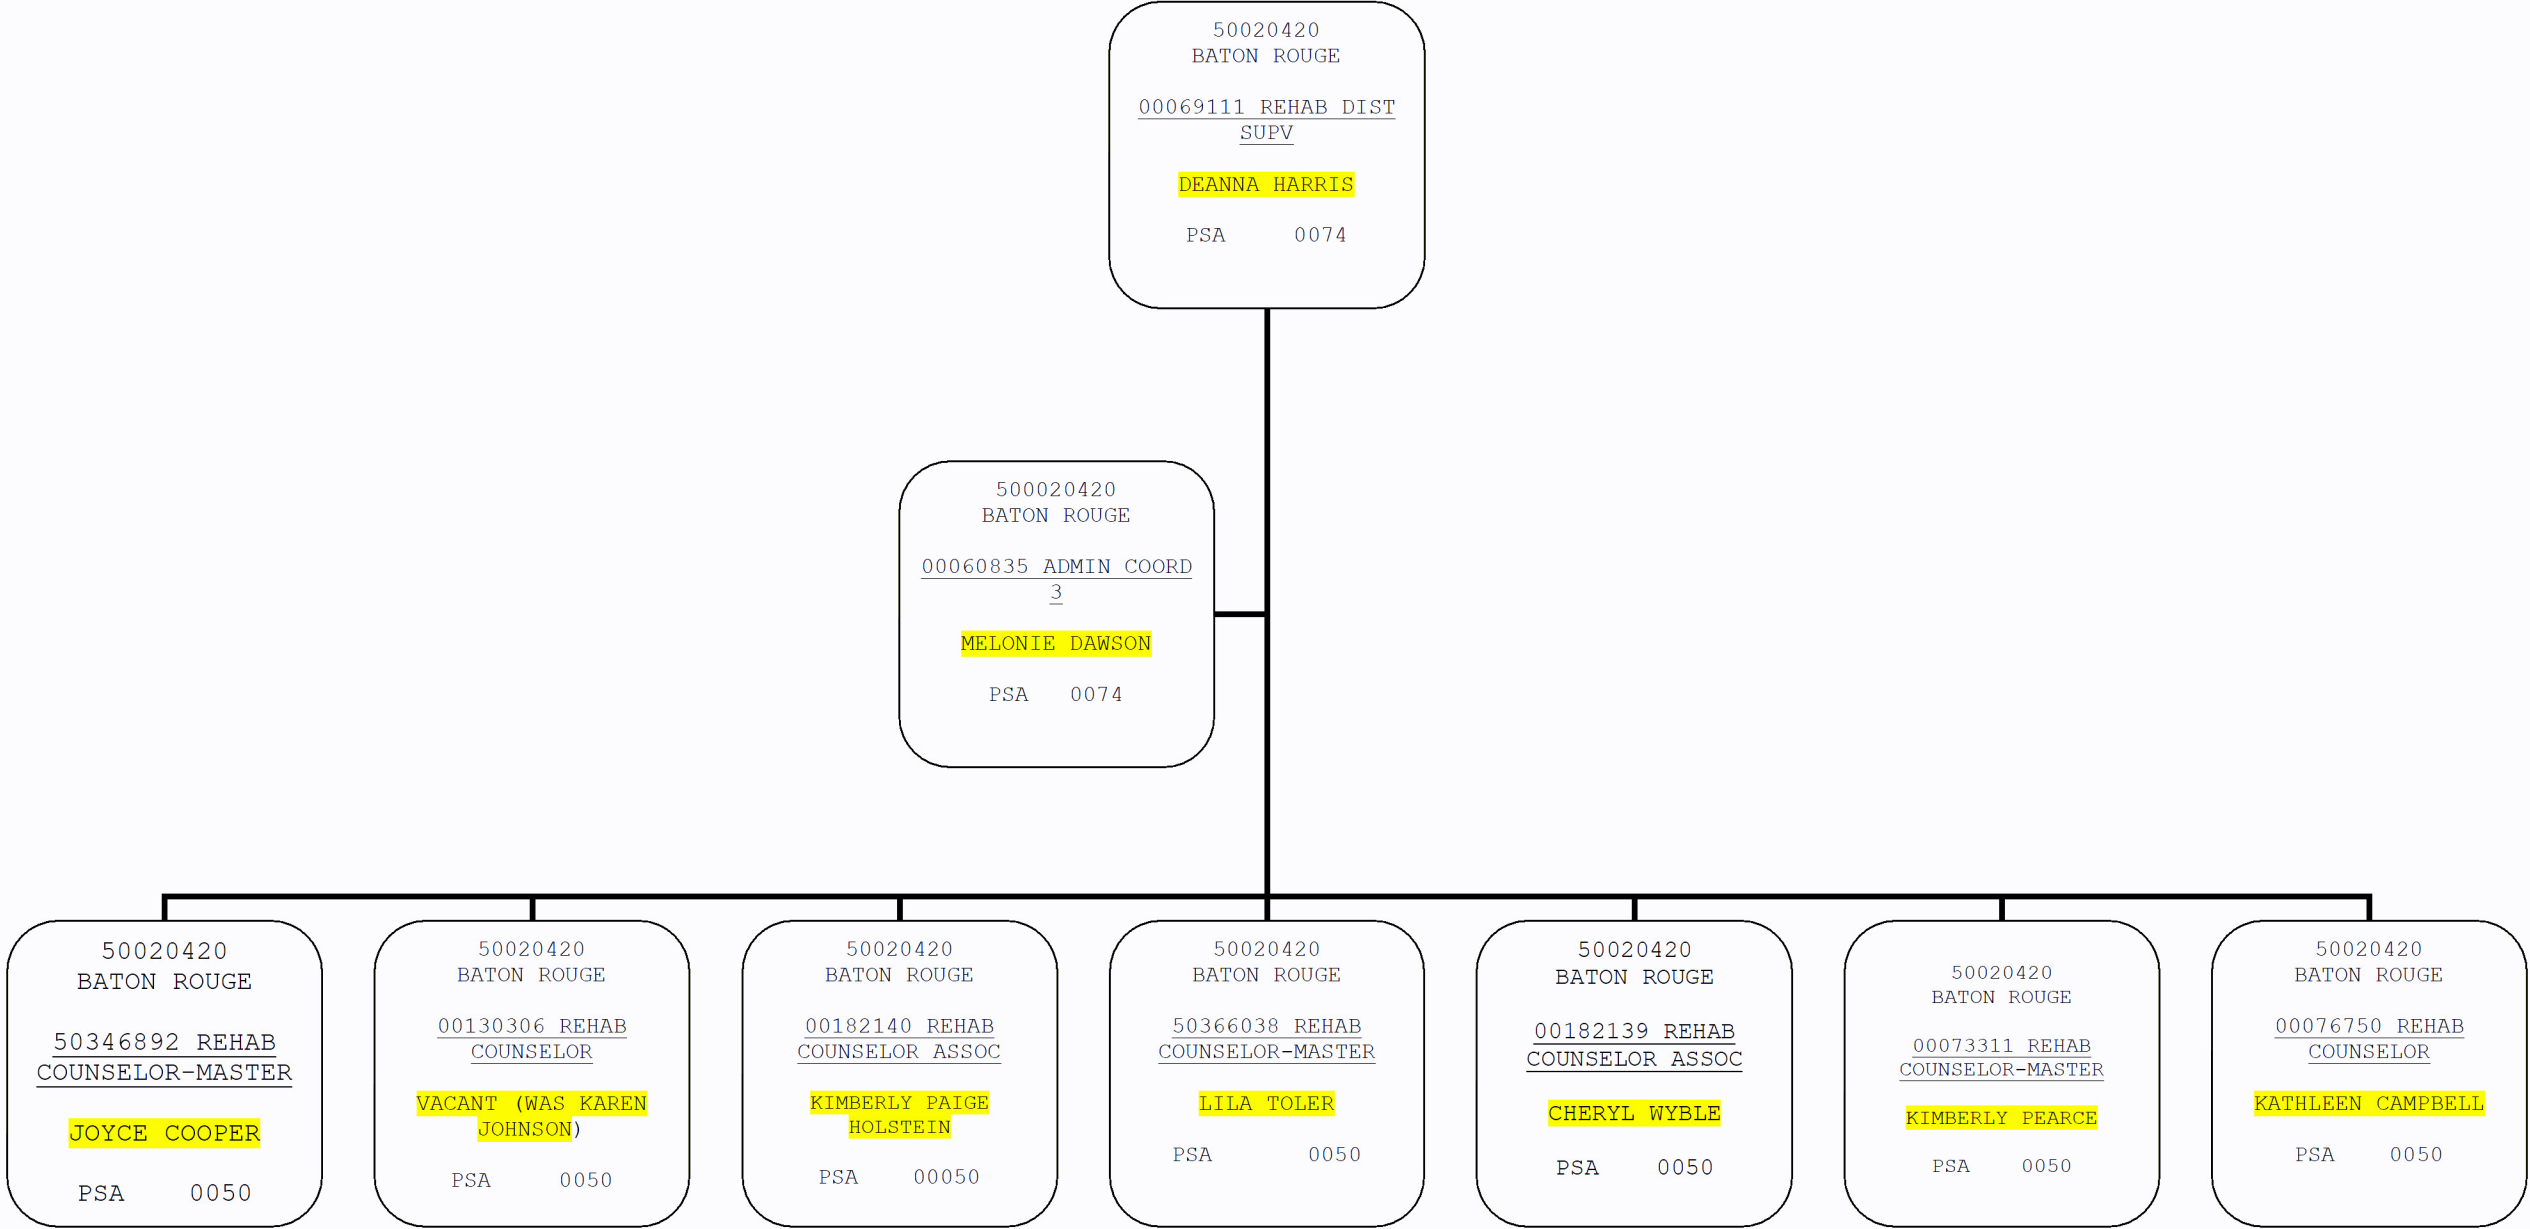 50020420
BATON ROUGE
00069111 REHAB DIST
SUPV
DEANNA HARRIS
PSA 0074
500020420
BATON ROUGE
00060835 ADMIN COORD
3
MELONIE DAWSON
PSA 0074
50020420
BATON ROUGE
50346892 REHAB
COUNSELOR-MASTER
JOYCE COOPER
PSA 0050
50020420
BATON ROUGE
00130306 REHAB
COUNSELOR
VACANT (WAS KAREN
JOHNSON)
PSA 0050
50020420
BATON ROUGE
00182140 REHAB
COUNSELOR ASSOC
KIMBERLY PAIGE
HOLSTEIN
PSA 00050
50020420
BATON ROUGE
50366038 REHAB
COUNSELOR-MASTER
LILA TOLER
PSA 0050
50020420
BATON ROUGE
00182139 REHAB
COUNSELOR ASSOC
CHERYL WYBLE
PSA 0050
50020420
BATON ROUGE
00073311 REHAB
COUNSELOR-MASTER
KIMBERLY PEARCE
PSA 0050
50020420
BATON ROUGE
00076750 REHAB
COUNSELOR
KATHLEEN CAMPBELL
PSA 0050